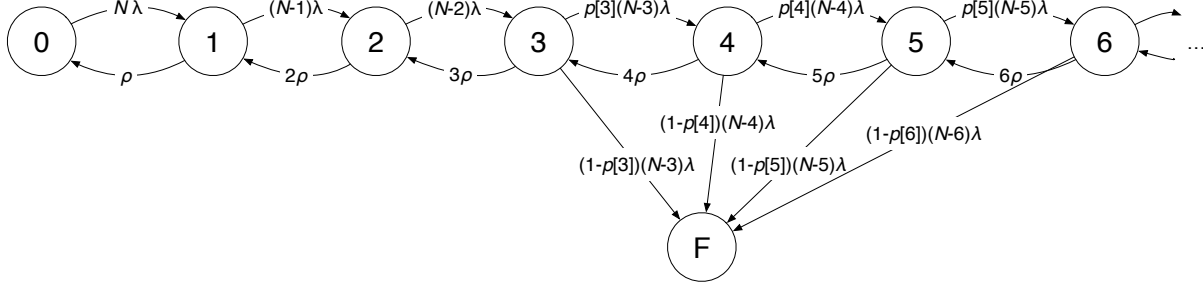 N λ (N-1)λ (N-2)λ p[3](N-3)λ p[4](N-4)λ p[5](N-5)λ
0 1 2 3 4 5 6 ...
ρ 2ρ 3ρ 4ρ 5ρ 6ρ
(1-p[4])(N-4)λ (1-p[6])(N-6)λ
(1-p[3])(N-3)λ (1-p[5])(N-5)λ
F